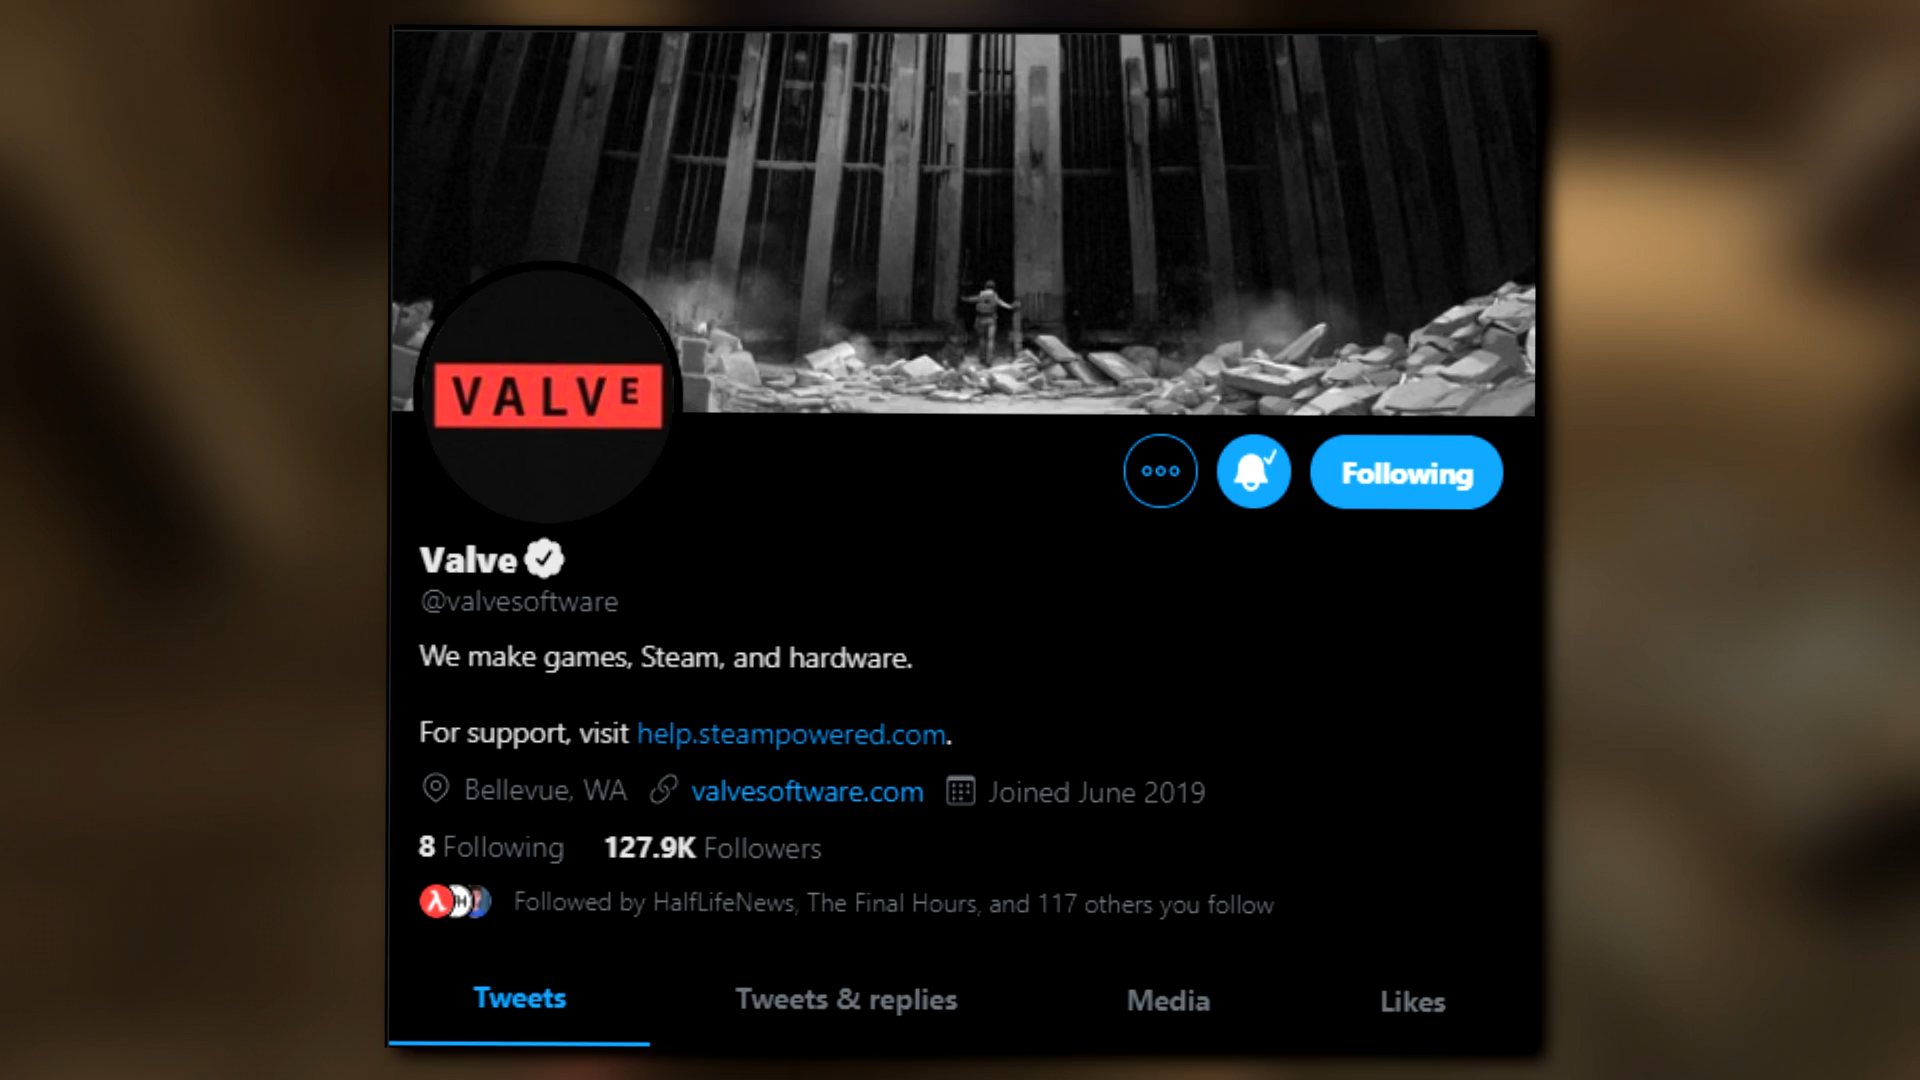 VALVE
Following
Valve
@valvesoftware
We make games, Steam, and hardware.
For support, visit help.steampowered.com.
Bellevue, WA valvesoftware.com Joined June 2019
8 Following 127.9K Followers
Followed by HalfLifeNews, The Final Hours, and 117 others you follow
Tweets Tweets & replies Media Likes